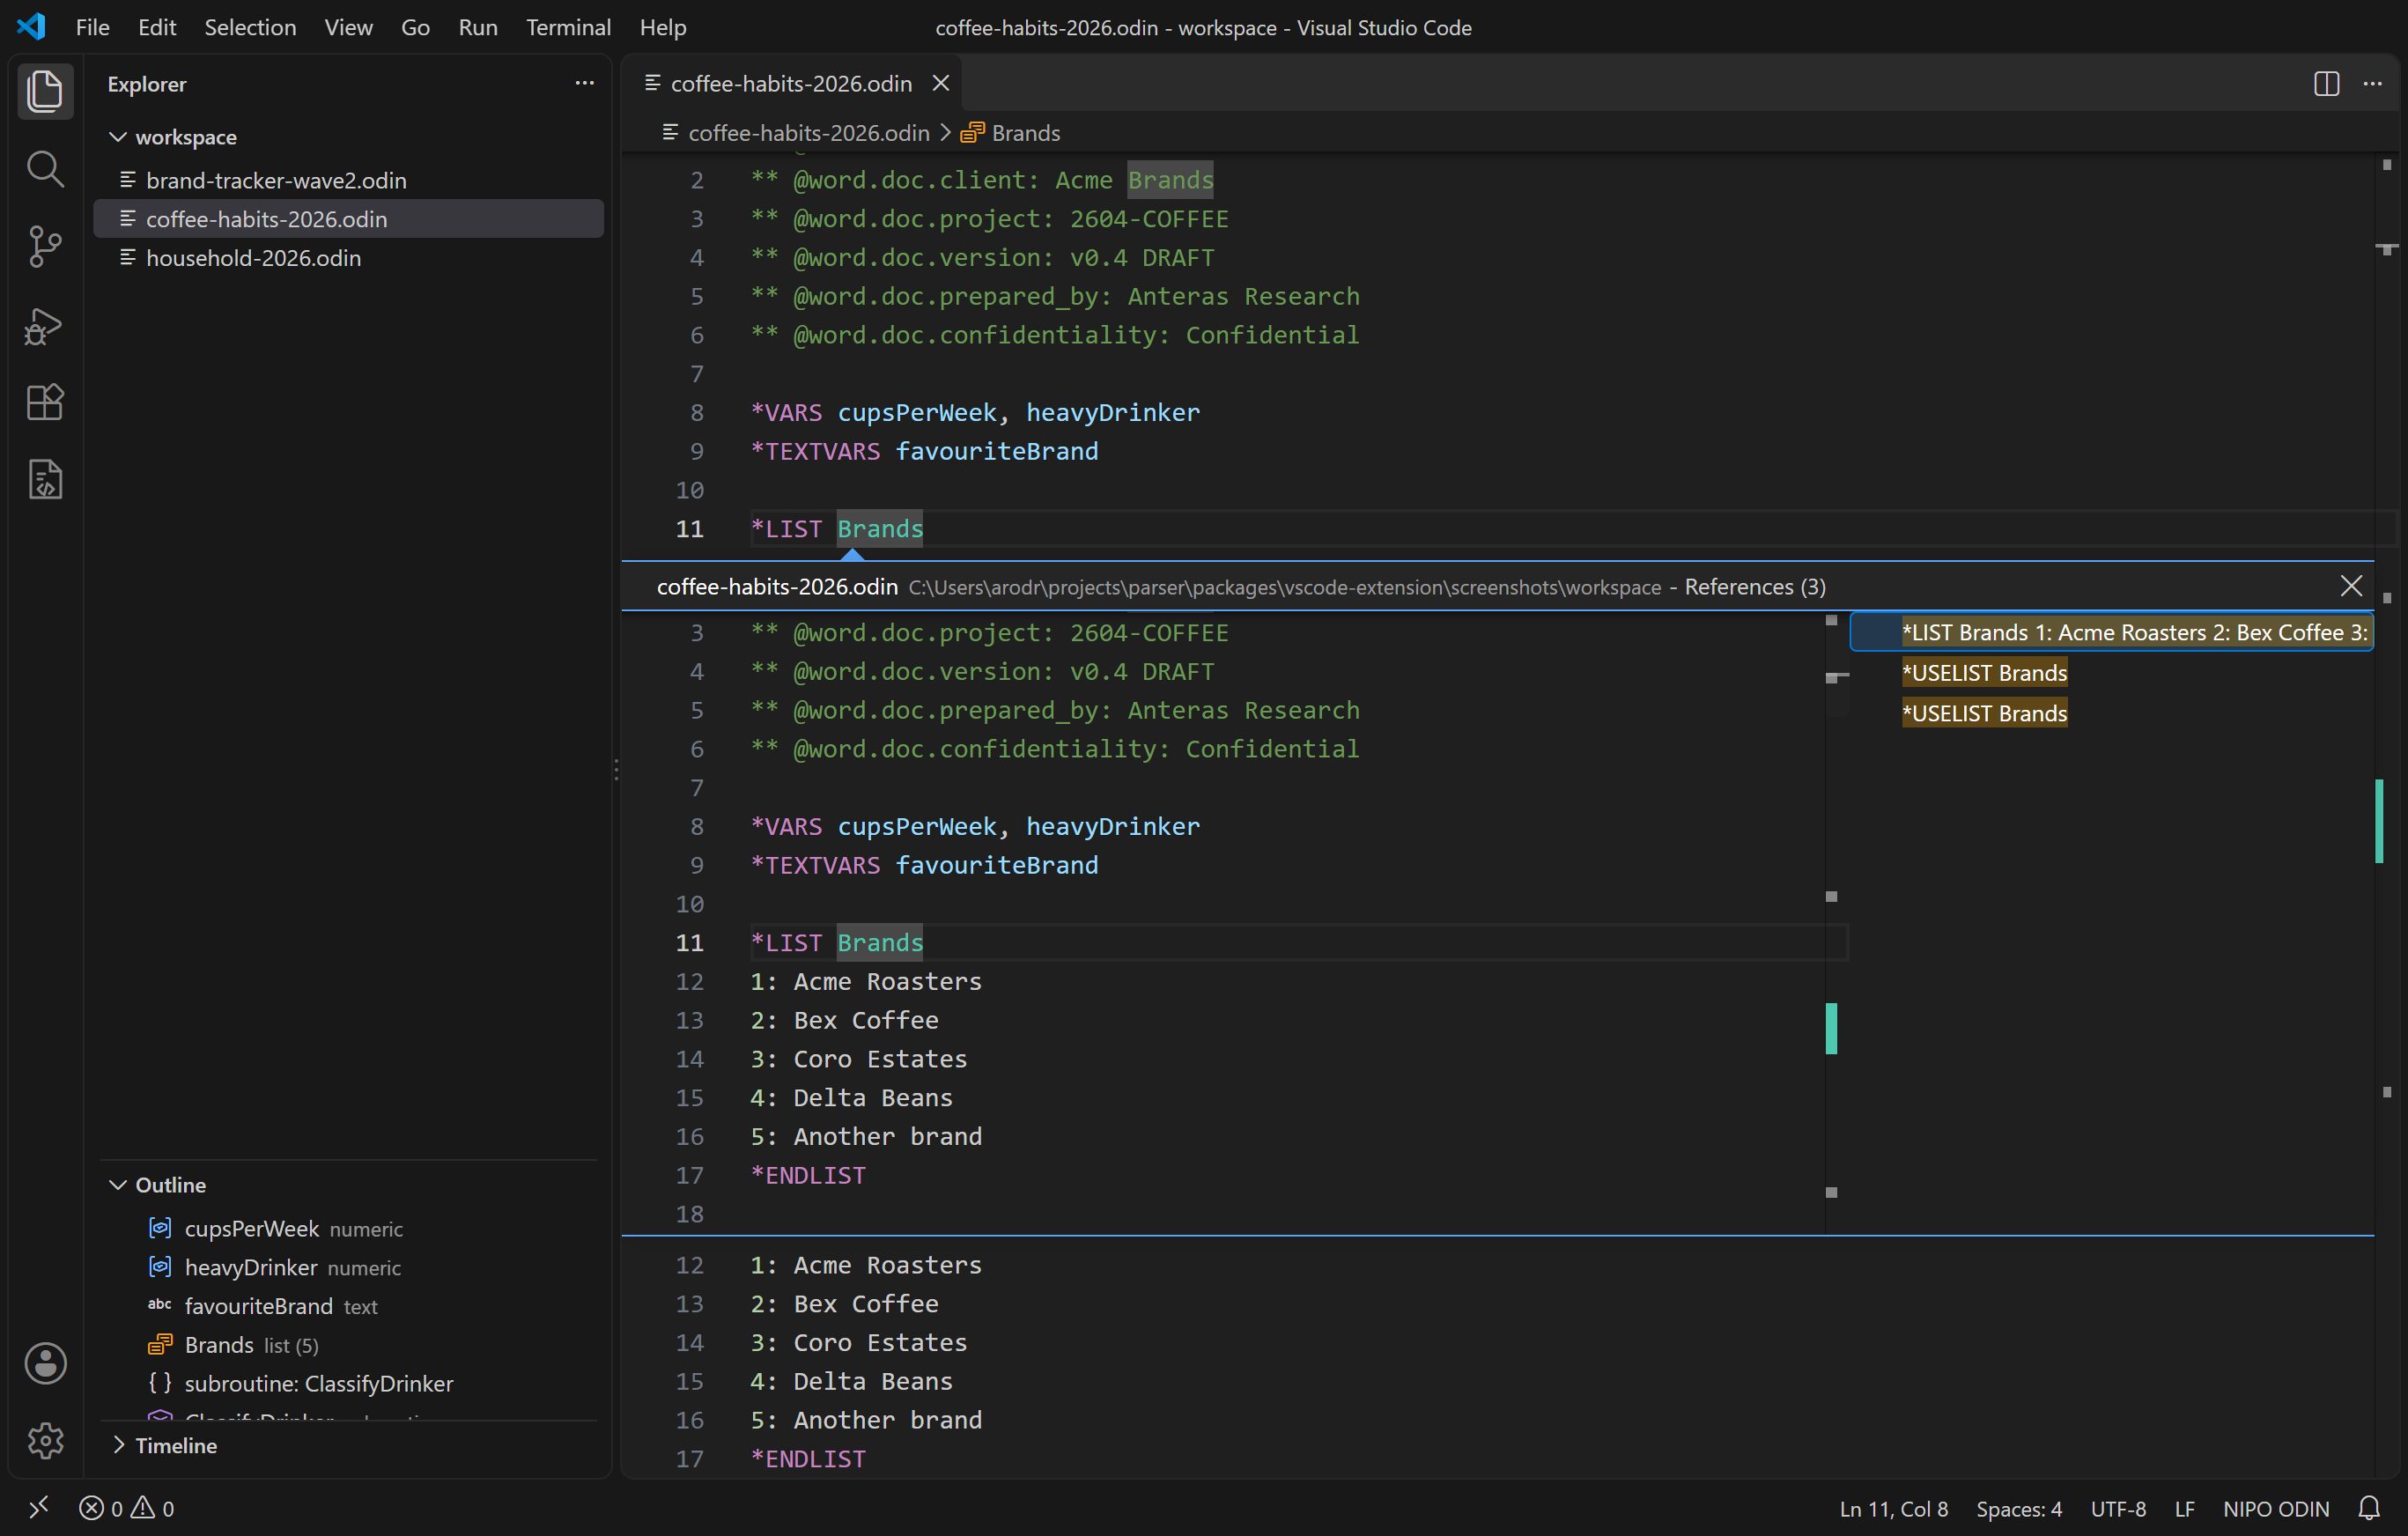 File Edit Selection View Go Run Terminal Help
coffee-habits-2026.odin - workspace - Visual Studio Code
Explorer
workspace
brand-tracker-wave2.odin
coffee-habits-2026.odin
household-2026.odin
Outline
cupsPerWeek numeric
heavyDrinker numeric
abc favouriteBrand text
Brands list (5)
{ } subroutine: ClassifyDrinker
Timeline
coffee-habits-2026.odin
coffee-habits-2026.odin > Brands
2 ** @word.doc.client: Acme Brands
3 ** @word.doc.project: 2604-COFFEE
4 ** @word.doc.version: v0.4 DRAFT
5 ** @word.doc.prepared_by: Anteras Research
6 ** @word.doc.confidentiality: Confidential
7
8 *VARS cupsPerWeek, heavyDrinker
9 *TEXTVARS favouriteBrand
10
11 *LIST Brands
coffee-habits-2026.odin C:\Users\arodr\projects\parser\packages\vscode-extension\screenshots\workspace - References (3)
3 ** @word.doc.project: 2604-COFFEE
4 ** @word.doc.version: v0.4 DRAFT
5 ** @word.doc.prepared_by: Anteras Research
6 ** @word.doc.confidentiality: Confidential
7
8 *VARS cupsPerWeek, heavyDrinker
9 *TEXTVARS favouriteBrand
10
11 *LIST Brands
12 1: Acme Roasters
13 2: Bex Coffee
14 3: Coro Estates
15 4: Delta Beans
16 5: Another brand
17 *ENDLIST
18
*LIST Brands 1: Acme Roasters 2: Bex Coffee 3:
*USELIST Brands
*USELIST Brands
12 1: Acme Roasters
13 2: Bex Coffee
14 3: Coro Estates
15 4: Delta Beans
16 5: Another brand
17 *ENDLIST
0 0
Ln 11, Col 8 Spaces: 4 UTF-8 LF NIPO ODIN